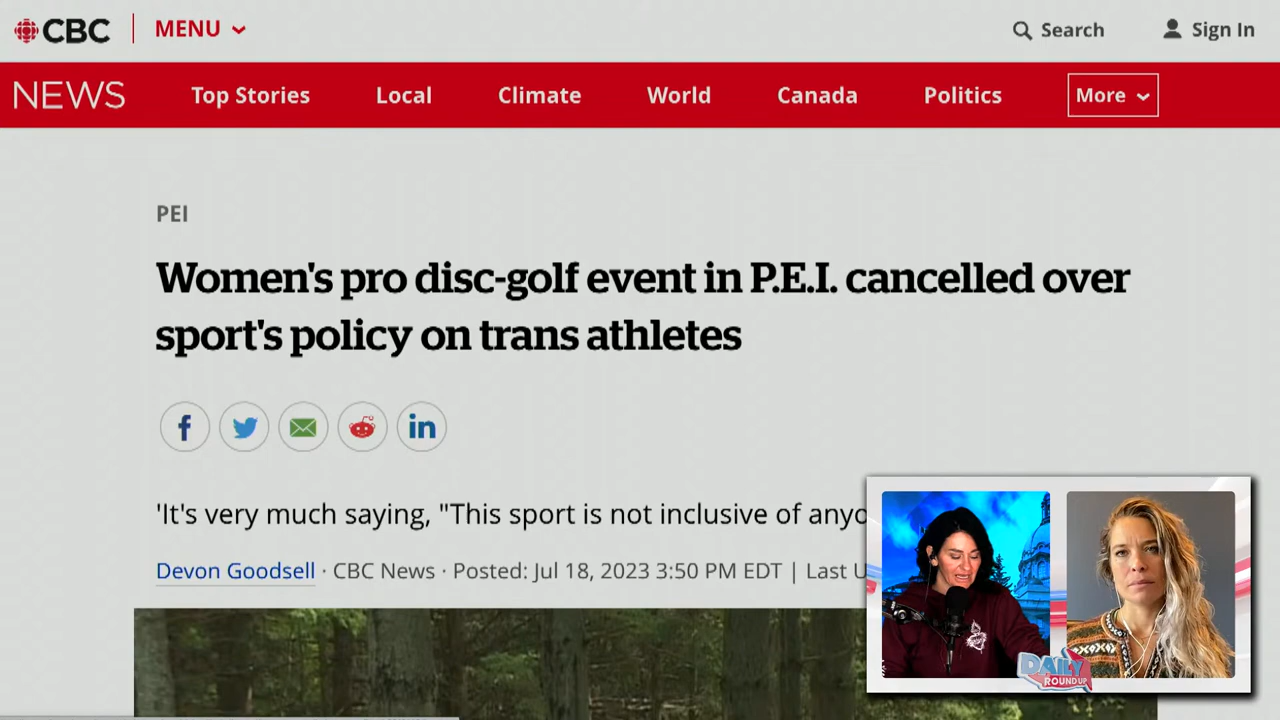 CBC MENU Search Sign In
NEWS Top Stories Local Climate World Canada Politics More
PEI
Women's pro disc-golf event in P.E.I. cancelled over
sport's policy on trans athletes
'It's very much saying, "This sport is not inclusive of
Devon Goodsell · CBC News · Posted: Jul 18, 2023 3:50 PM EDT | Last
DAILY
ROUNDUP